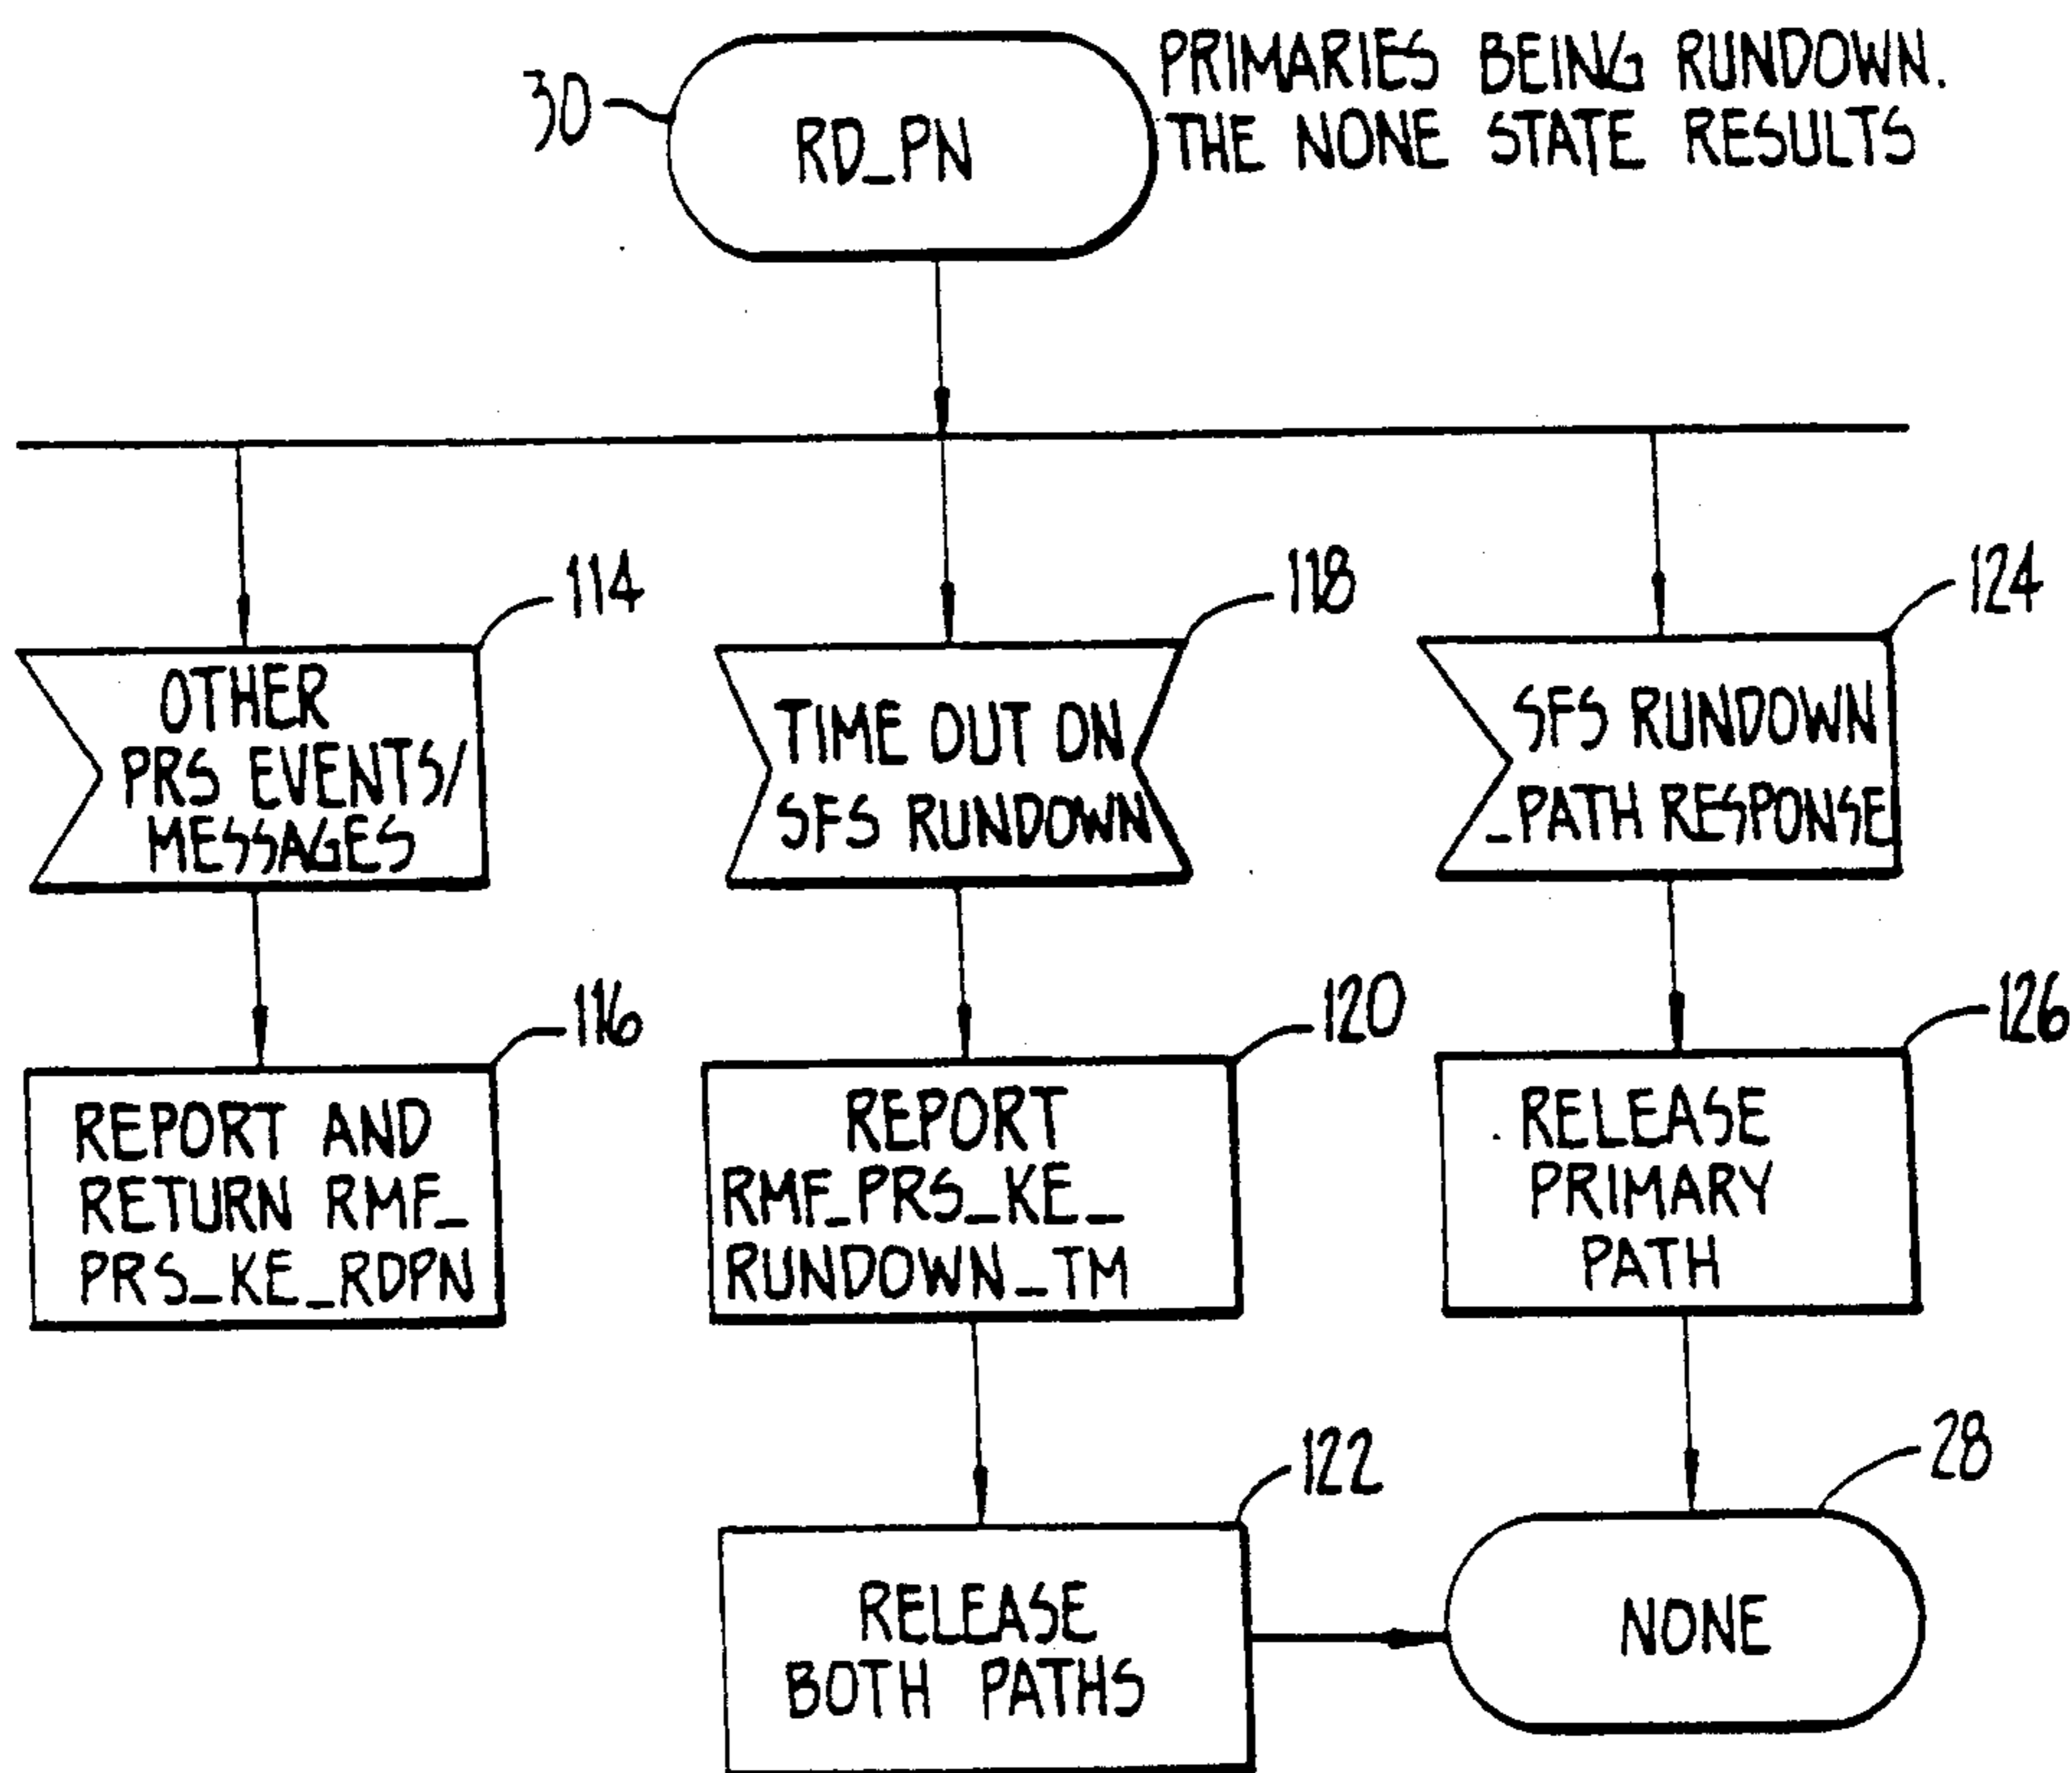 30
RD_PN
PRIMARIES BEING RUNDOWN.
THE NONE STATE RESULTS
114
OTHER
PRS EVENTS/
MESSAGES
118
TIME OUT ON
SFS RUNDOWN
124
SFS RUNDOWN
_PATH RESPONSE
116
REPORT AND
RETURN RMF_
PRS_KE_RDPN
120
REPORT
RMF_PRS_KE_
RUNDOWN_TM
126
RELEASE
PRIMARY
PATH
122
RELEASE
BOTH PATHS
28
NONE